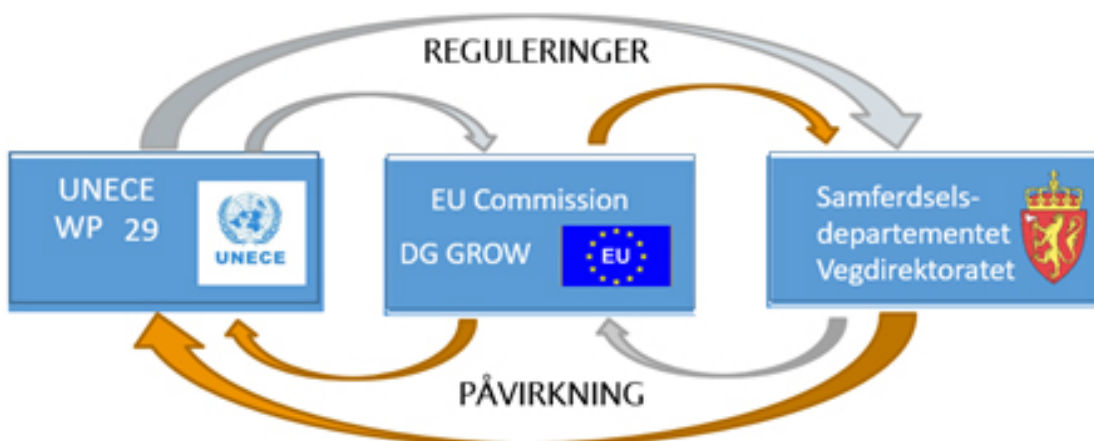 REGULERINGER
UNECE
WP 29
UNECE
EU Commission
DG GROW
EU
Samferdsels-
departementet
Vegdirektoratet
PÅVIRKNING